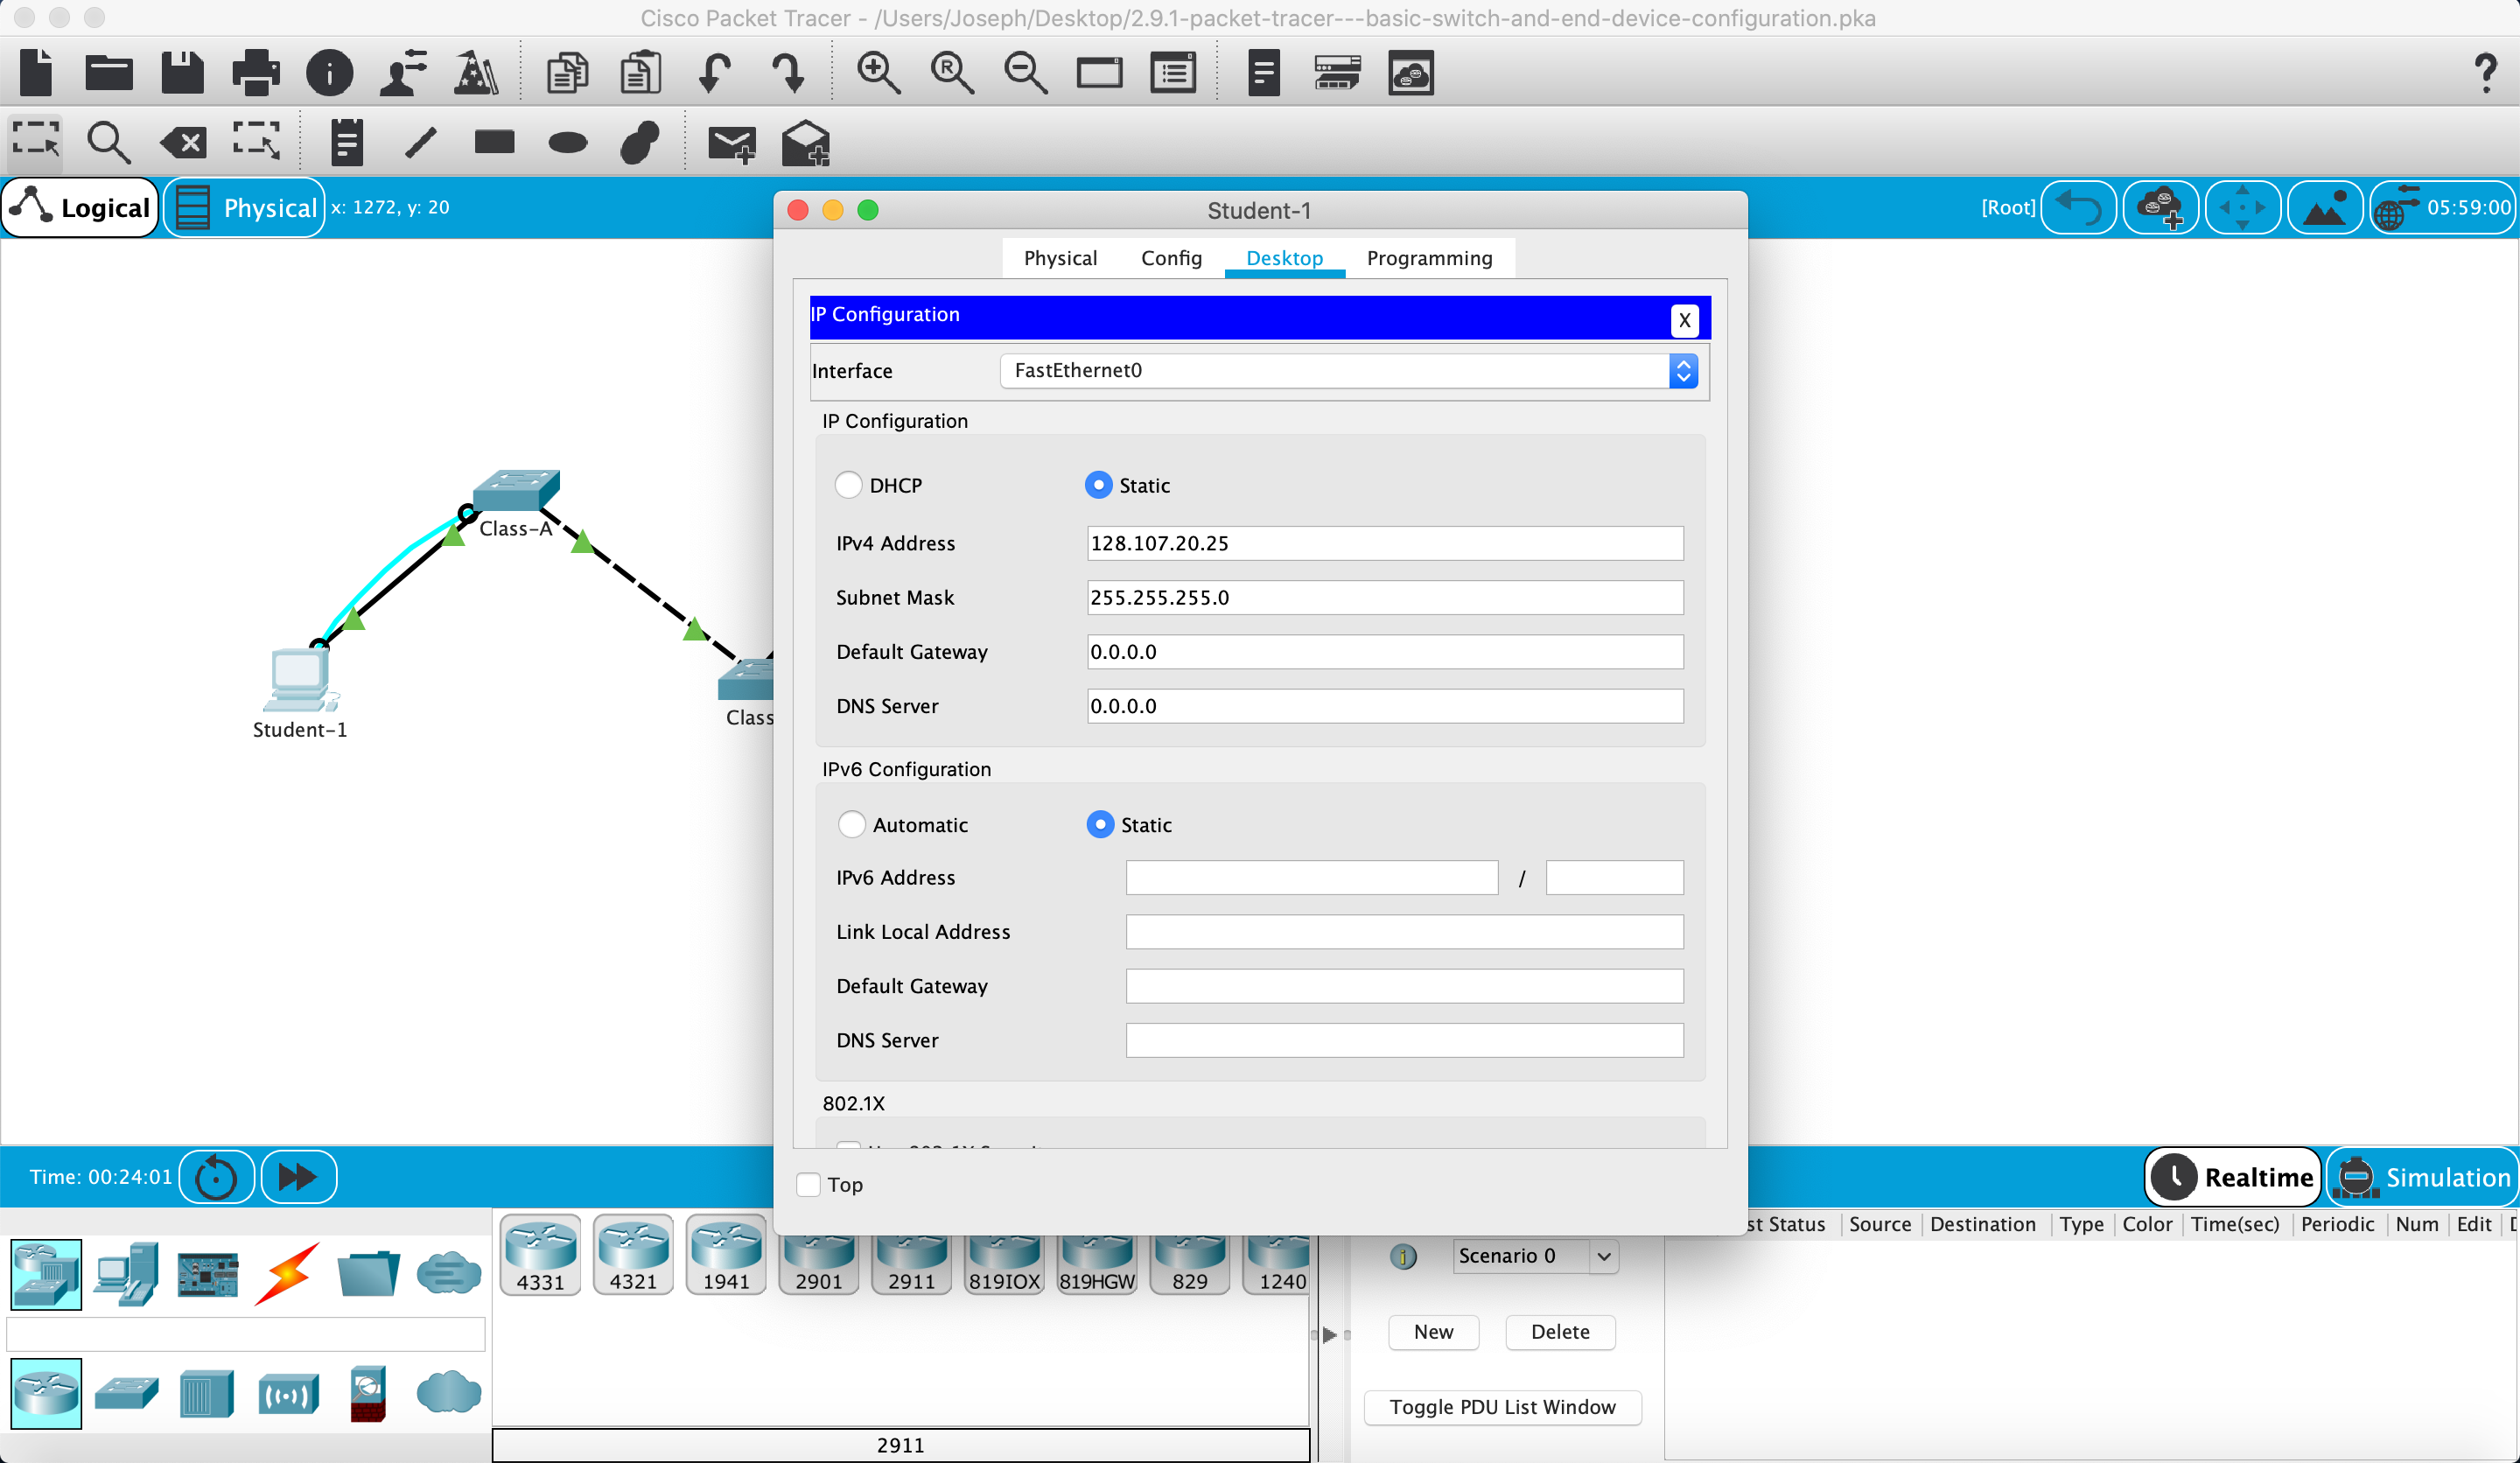 Cisco Packet Tracer - /Users/Joseph/Desktop/2.9.1-packet-tracer---basic-switch-and-end-device-configuration.pka
Logical
Physical
x: 1272, y: 20
[Root]
05:59:00
Student-1
Physical Config Desktop Programming
IP Configuration
X
Interface
FastEthernet0
IP Configuration
DHCP
Static
IPv4 Address
128.107.20.25
Subnet Mask
255.255.255.0
Default Gateway
0.0.0.0
DNS Server
0.0.0.0
IPv6 Configuration
Automatic
Static
IPv6 Address
/
Link Local Address
Default Gateway
DNS Server
802.1X
Top
Class-A
Student-1
Class
Time: 00:24:01
Realtime
Simulation
4331 4321 1941 2901 2911 819IOX 819HGW 829 1240
2911
Scenario 0
New
Delete
Toggle PDU List Window
st Status Source Destination Type Color Time(sec) Periodic Num Edit